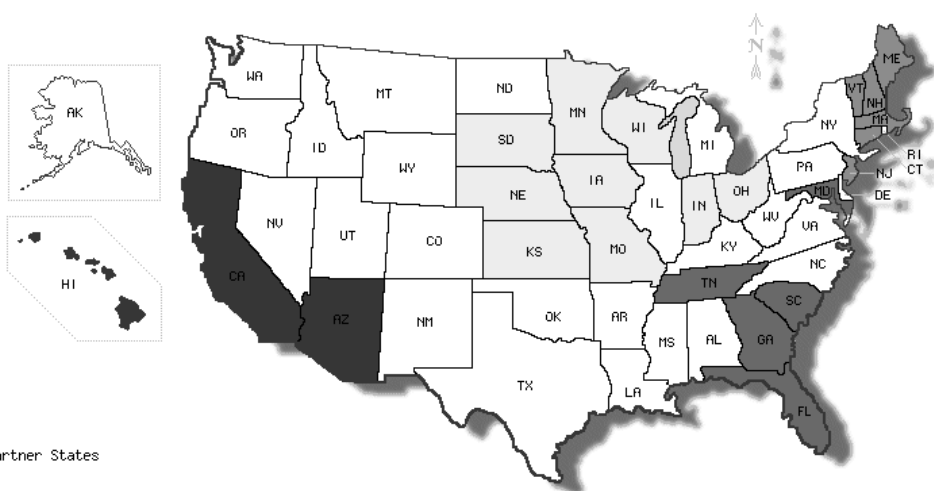 N
WA
MT
ND
MN
ME
VT
NH
AK
OR
ID
SD
WI
NY
MA
MI
WY
RI
CT
PA
NJ
NE
IA
OH
DE
MD
NV
IL
IN
WV
UT
CO
VA
KS
MO
KY
HI
CA
NC
TN
AZ
NM
OK
AR
SC
MS
AL
GA
TX
LA
FL
rtner States